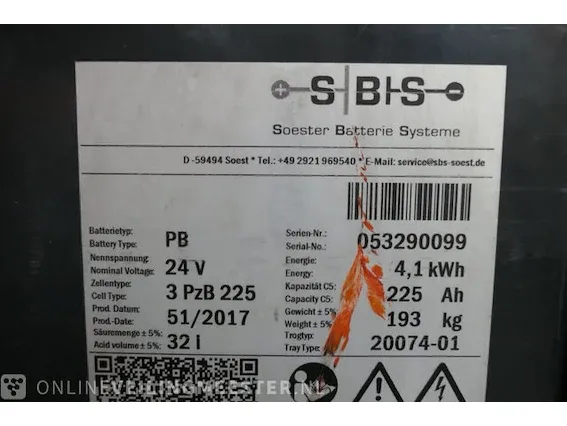 S|B|S
Soester Batterie Systeme
D -59494 Soest * Tel.: +49 2921 969540 * E-Mail: service@sbs-soest.de
Batterietyp:
Battery Type: PB
Serien-Nr.:
Serial-No.: 053290099
Nennspannung:
Nominal Voltage: 24 V
Energie:
Energy: 4,1 kWh
Zellentype:
Cell Type: 3 PzB 225
Kapazität C5:
Capacity C5: 225 Ah
Prod. Datum
Prod.-Date: 51/2017
Gewicht ± 5%:
Weight ± 5%: 193 kg
Säuremenge ± 5%:
Acid volume ± 5%: 32 l
Trogtyp:
Tray Type: 20074-01
ONLINEVEILINGMEESTER.NL